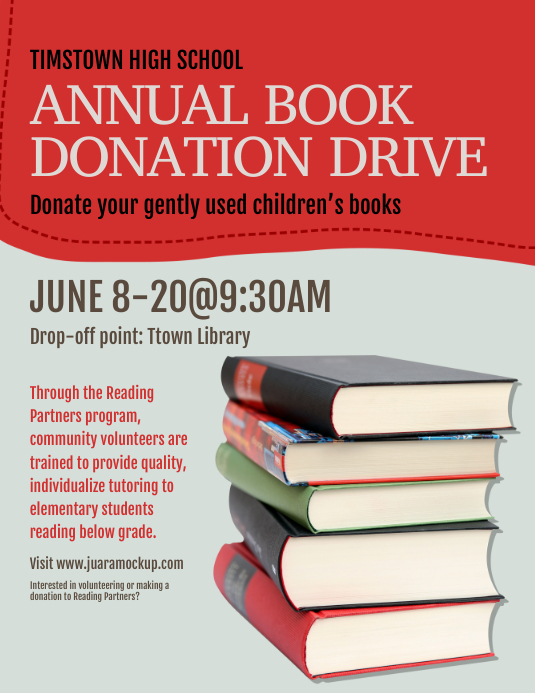 TIMSTOWN HIGH SCHOOL
ANNUAL BOOK
DONATION DRIVE
Donate your gently used children's books
JUNE 8-20@9:30AM
Drop-off point: Ttown Library
Through the Reading
Partners program,
community volunteers are
trained to provide quality,
individualize tutoring to
elementary students
reading below grade.
Visit www.juaramockup.com
Interested in volunteering or making a
donation to Reading Partners?